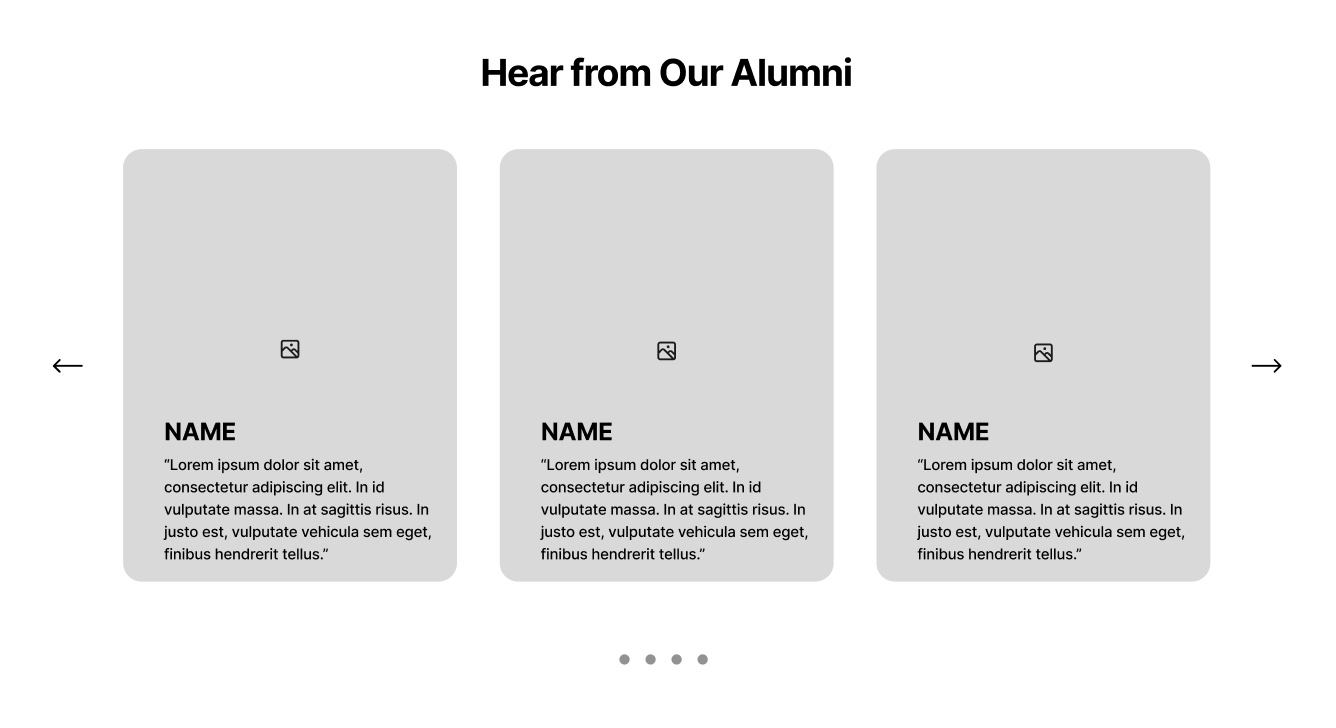 Hear from Our Alumni
NAME
“Lorem ipsum dolor sit amet,
consectetur adipiscing elit. In id
vulputate massa. In at sagittis risus. In
justo est, vulputate vehicula sem eget,
finibus hendrerit tellus.”
NAME
“Lorem ipsum dolor sit amet,
consectetur adipiscing elit. In id
vulputate massa. In at sagittis risus. In
justo est, vulputate vehicula sem eget,
finibus hendrerit tellus.”
NAME
“Lorem ipsum dolor sit amet,
consectetur adipiscing elit. In id
vulputate massa. In at sagittis risus. In
justo est, vulputate vehicula sem eget,
finibus hendrerit tellus.”